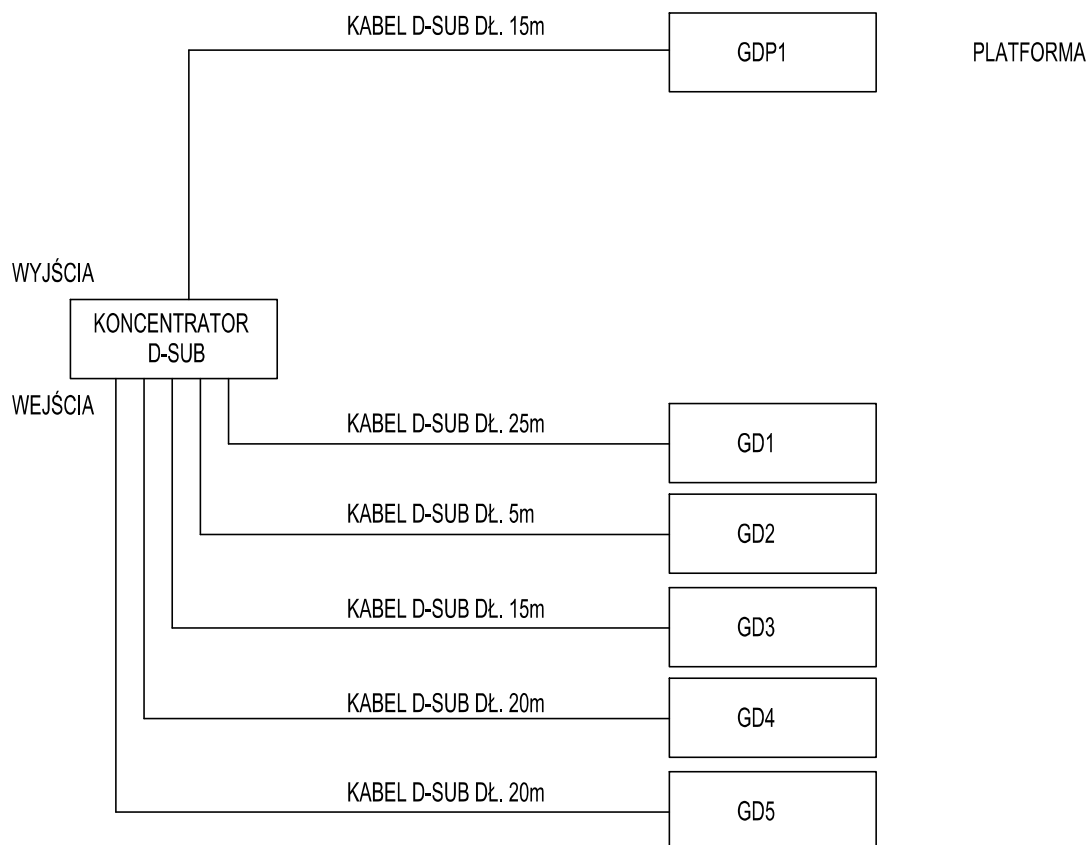 KABEL D-SUB DŁ. 15m
GDP1
PLATFORMA
WYJŚCIA
KONCENTRATOR
D-SUB
WEJŚCIA
KABEL D-SUB DŁ. 25m
GD1
KABEL D-SUB DŁ. 5m
GD2
KABEL D-SUB DŁ. 15m
GD3
KABEL D-SUB DŁ. 20m
GD4
KABEL D-SUB DŁ. 20m
GD5